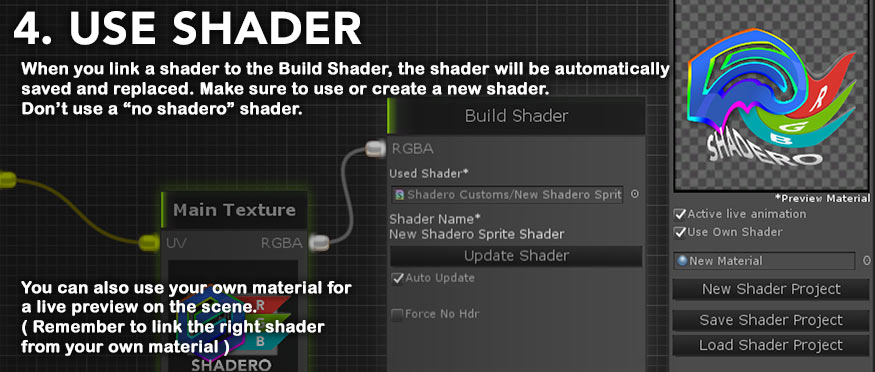 4. USE SHADER
When you link a shader to the Build Shader, the shader will be automatically
saved and replaced. Make sure to use or create a new shader.
Don't use a “no shadero” shader.
Build Shader
RGBA
Used Shader*
Shadero Customs/New Shadero Sprit
Shader Name*
New Shadero Sprite Shader
Update Shader
Auto Update
Force No Hdr
Main Texture
UV RGBA
R
G
B
SHADERO
You can also use your own material for
a live preview on the scene.
( Remember to link the right shader
from your own material )
R
G
B
SHADERO
*Preview Material
Active live animation
Use Own Shader
New Material
New Shader Project
Save Shader Project
Load Shader Project